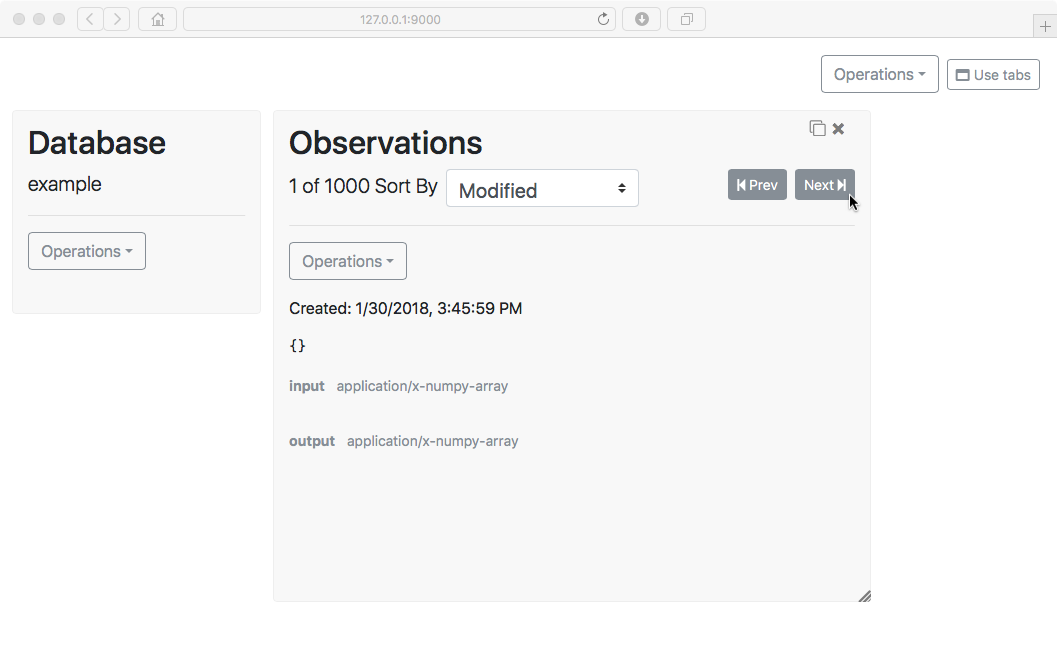 127.0.0.1:9000
Operations
Use tabs
Database
example
Operations
Observations
1 of 1000 Sort By Modified
Prev Next
Operations
Created: 1/30/2018, 3:45:59 PM
{}
input application/x-numpy-array
output application/x-numpy-array